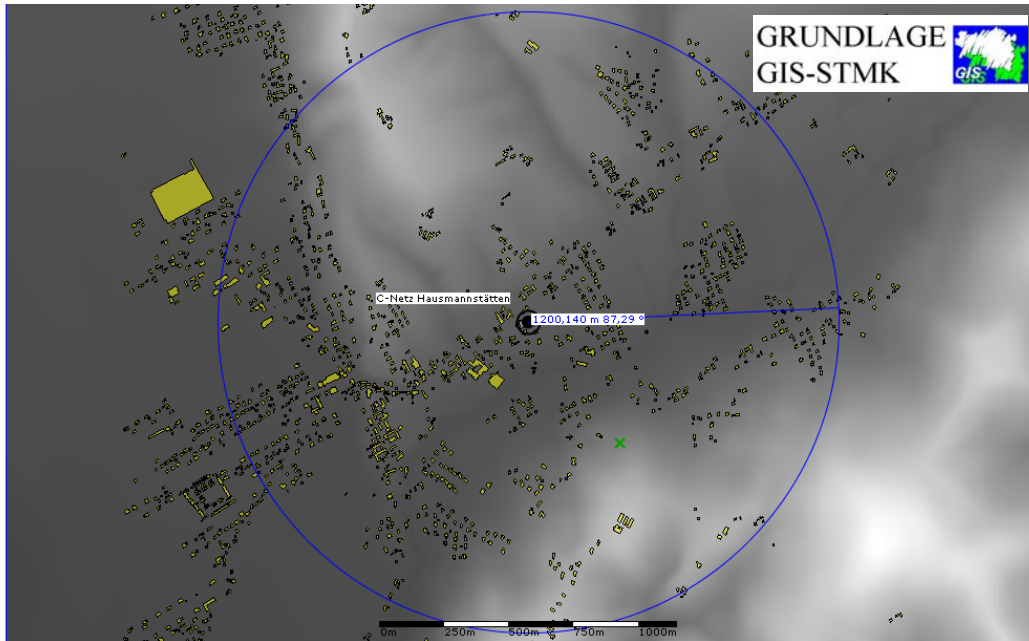 GRUNDLAGE
GIS-STMK
GIS
C-Netz Hausmannstätten
1200,140 m 87,29 °
0m 250m 500m 750m 1000m